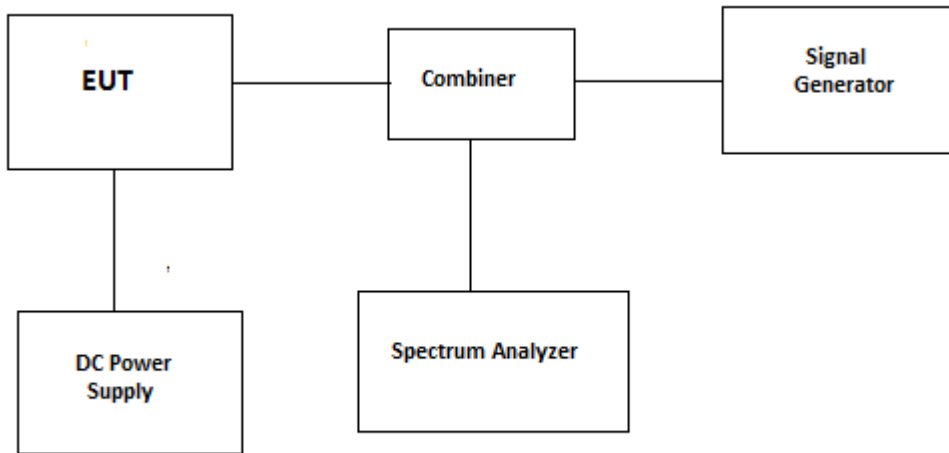 EUT
Combiner
Signal
Generator
DC Power
Supply
Spectrum Analyzer